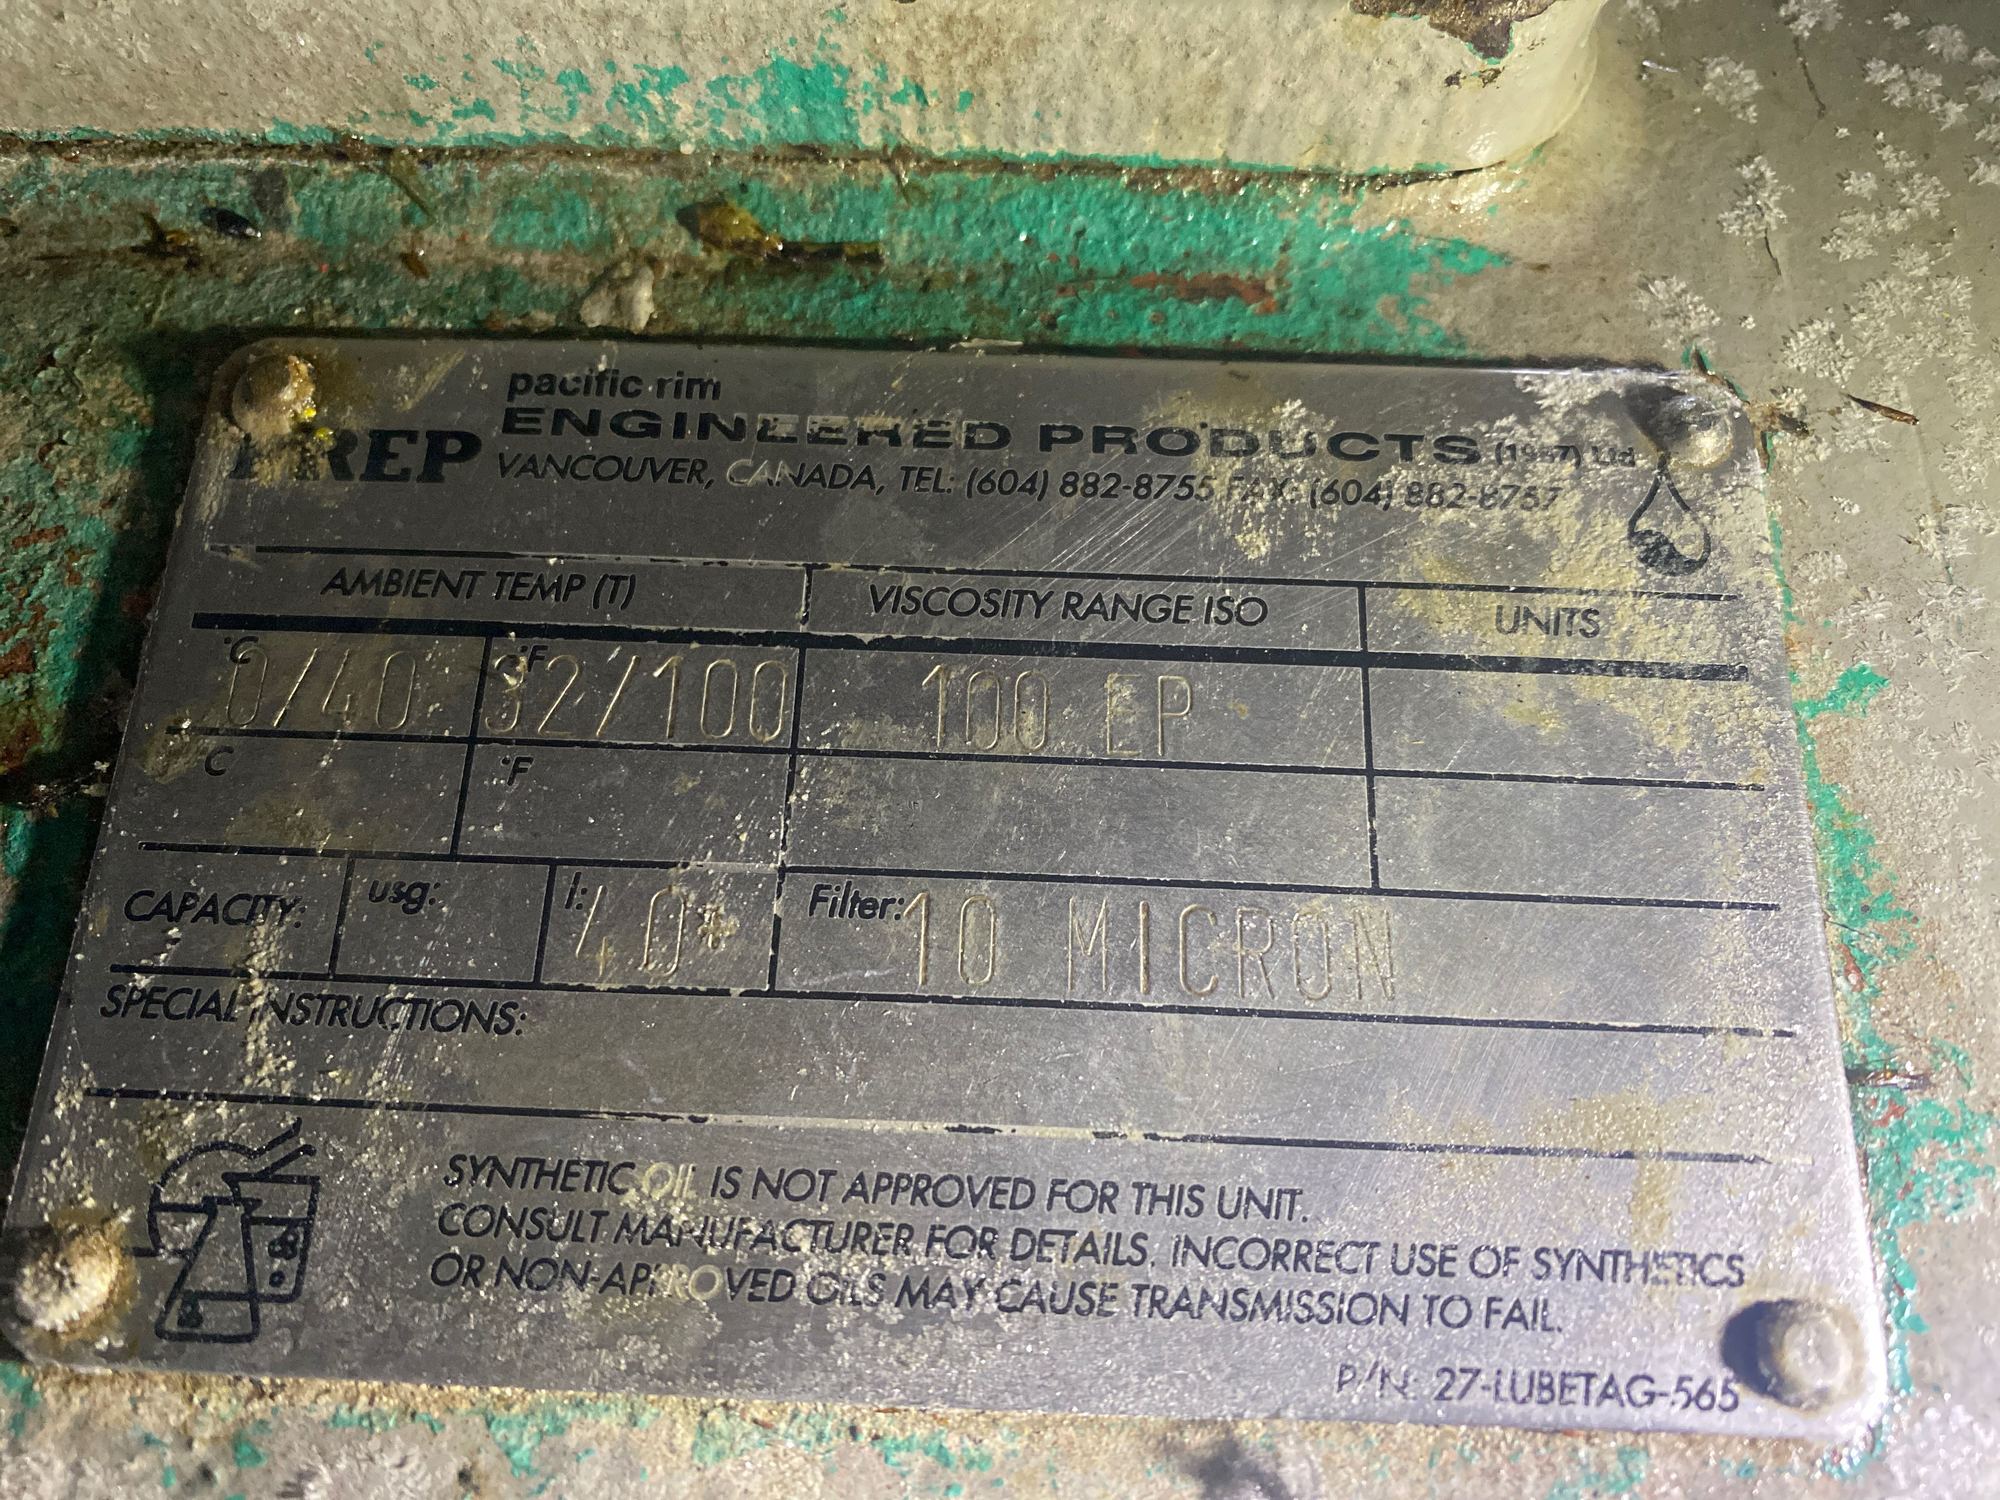 pacific rim
PREP ENGINEERED PRODUCTS (1987) Ltd
VANCOUVER, CANADA, TEL: (604) 882-8755 FAX: (604) 882-8757
AMBIENT TEMP (T) VISCOSITY RANGE ISO UNITS
°C 0/40 °F 32/100 100 EP
°C °F
CAPACITY: usg: l: 40* Filter: 10 MICRON
SPECIAL INSTRUCTIONS:
SYNTHETIC OIL IS NOT APPROVED FOR THIS UNIT.
CONSULT MANUFACTURER FOR DETAILS. INCORRECT USE OF SYNTHETICS
OR NON-APPROVED OILS MAY CAUSE TRANSMISSION TO FAIL.
P/N: 27-LUBETAG-565